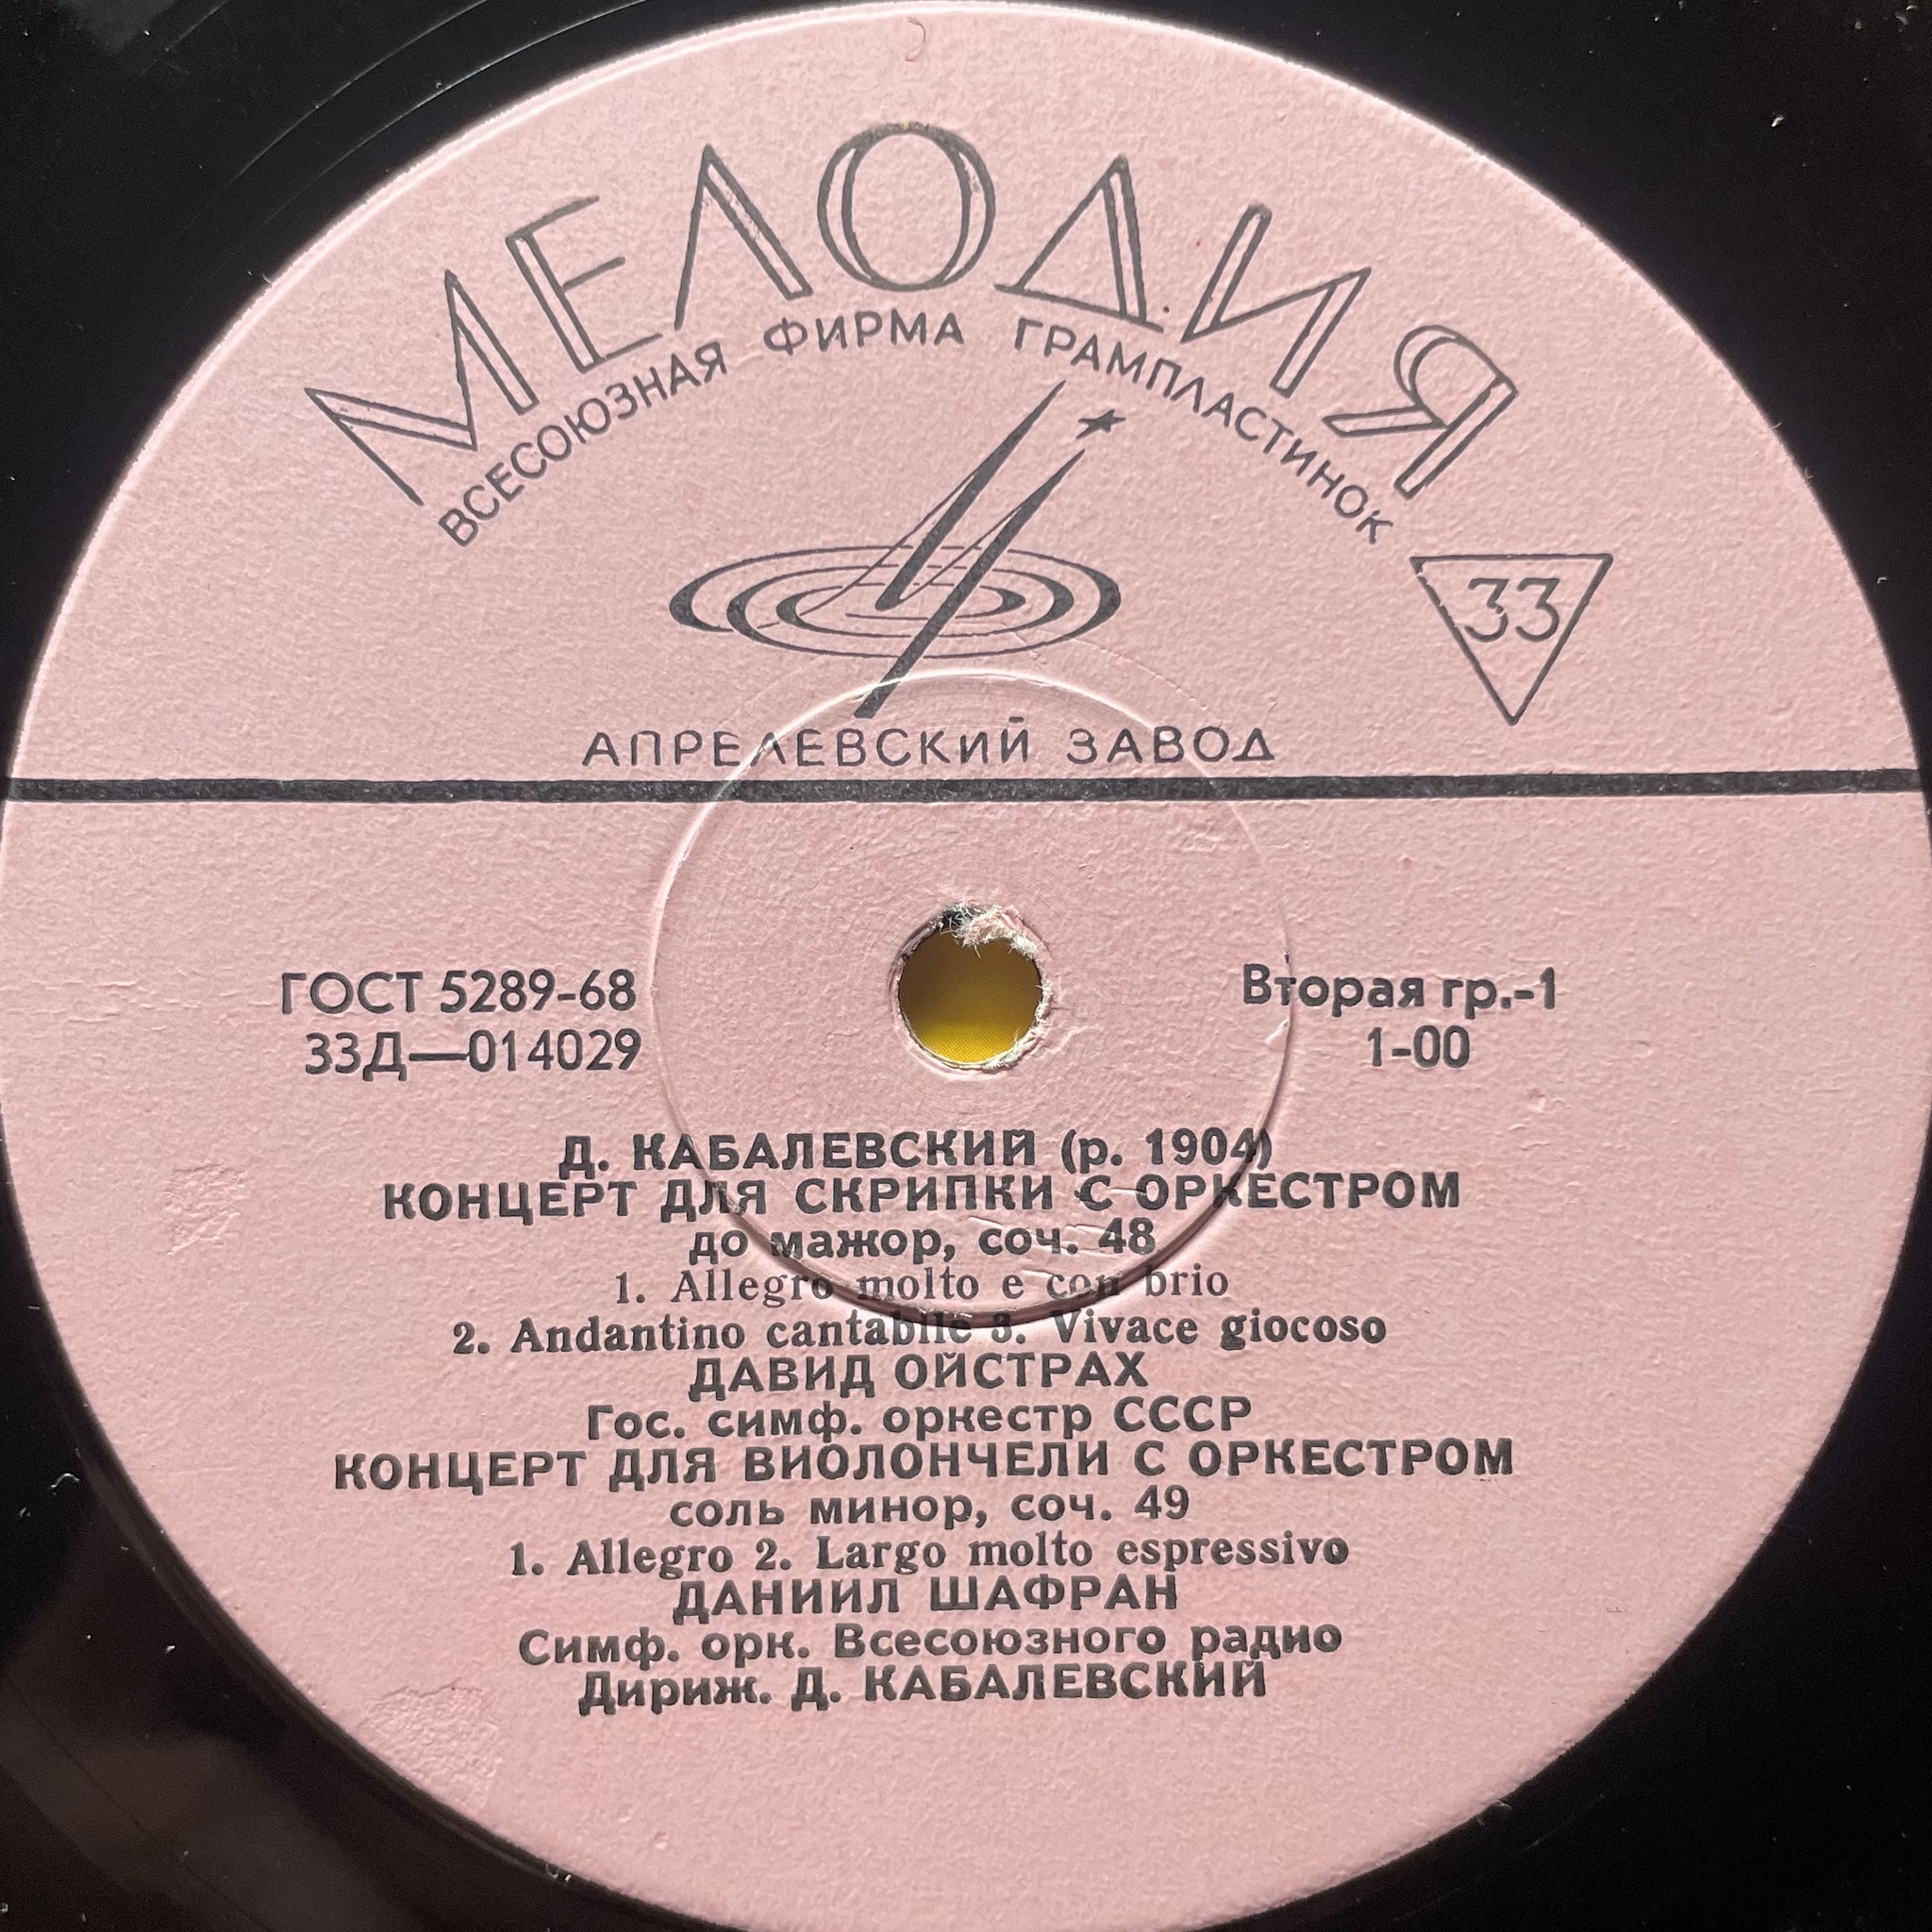 МЕЛОДИЯ
ВСЕСОЮЗНАЯ ФИРМА ГРАМПЛАСТИНОК
33
АПРЕЛЕВСКИЙ ЗАВОД
ГОСТ 5289-68
33Д—014029
Вторая гр.-1
1-00
Д. КАБАЛЕВСКИЙ (р. 1904)
КОНЦЕРТ ДЛЯ СКРИПКИ С ОРКЕСТРОМ
до мажор, соч. 48
1. Allegro molto e con brio
2. Andantino cantabile 3. Vivace giocoso
ДАВИД ОЙСТРАХ
Гос. симф. оркестр СССР
КОНЦЕРТ ДЛЯ ВИОЛОНЧЕЛИ С ОРКЕСТРОМ
соль минор, соч. 49
1. Allegro 2. Largo molto espressivo
ДАНИИЛ ШАФРАН
Симф. орк. Всесоюзного радио
Дириж. Д. КАБАЛЕВСКИЙ